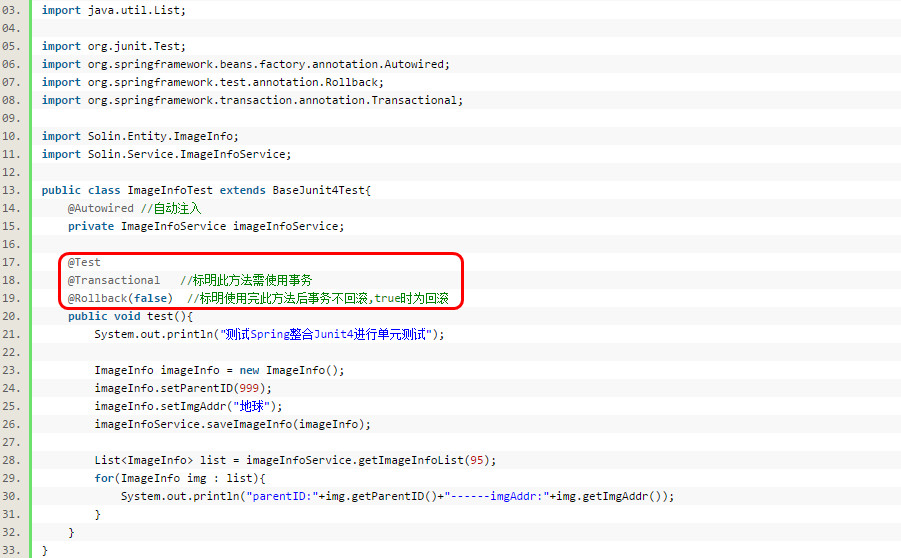 03. import java.util.List;
04.
05. import org.junit.Test;
06. import org.springframework.beans.factory.annotation.Autowired;
07. import org.springframework.test.annotation.Rollback;
08. import org.springframework.transaction.annotation.Transactional;
09.
10. import Solin.Entity.ImageInfo;
11. import Solin.Service.ImageInfoService;
12.
13. public class ImageInfoTest extends BaseJunit4Test{
14.     @Autowired //自动注入
15.     private ImageInfoService imageInfoService;
16.
17.     @Test
18.     @Transactional   //标明此方法需使用事务
19.     @Rollback(false)  //标明使用完此方法后事务不回滚,true时为回滚
20.     public void test(){
21.         System.out.println("测试Spring整合Junit4进行单元测试");
22.
23.         ImageInfo imageInfo = new ImageInfo();
24.         imageInfo.setParentID(999);
25.         imageInfo.setImgAddr("地球");
26.         imageInfoService.saveImageInfo(imageInfo);
27.
28.         List<ImageInfo> list = imageInfoService.getImageInfoList(95);
29.         for(ImageInfo img : list){
30.             System.out.println("parentID:"+img.getParentID()+"------imgAddr:"+img.getImgAddr());
31.         }
32.     }
33. }